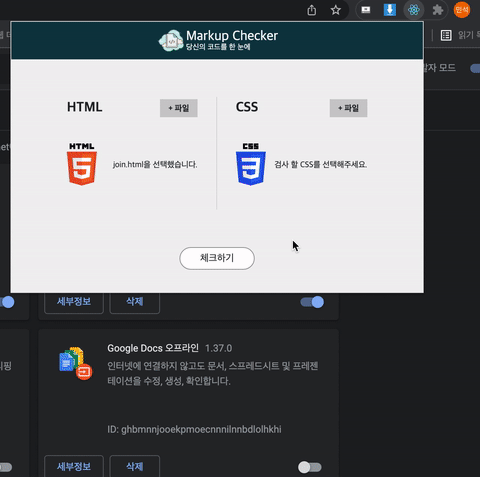 민석
읽기 목
Markup Checker
당신의 코드를 한 눈에
발자 모드
HTML
+ 파일
CSS
+ 파일
HTML
5
join.html을 선택했습니다.
CSS
3
검사 할 CSS를 선택해주세요.
체크하기
세부정보
삭제
Google Docs 오프라인 1.37.0
인터넷에 연결하지 않고도 문서, 스프레드시트 및 프레젠
테이션을 수정, 생성, 확인합니다.
리핑
ID: ghbmnnjooekpmoecnnnilnnbdlolhkhi
세부정보
삭제